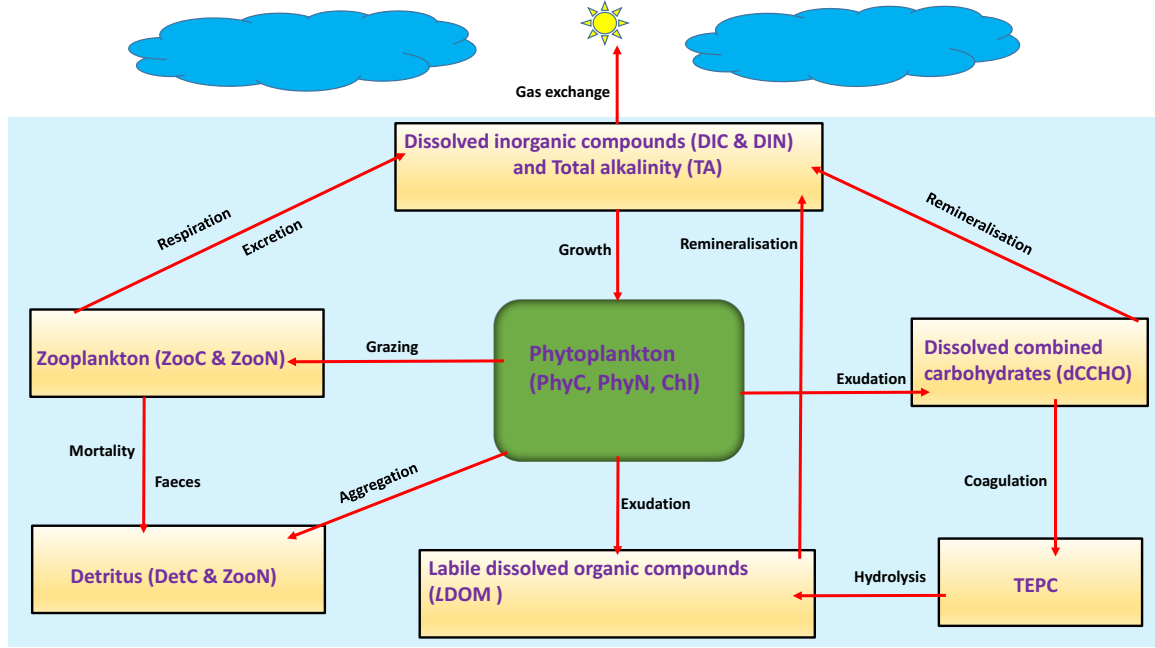 Gas exchange
Dissolved inorganic compounds (DIC & DIN)
and Total alkalinity (TA)
Respiration
Excretion
Growth
Remineralisation
Remineralisation
Zooplankton (ZooC & ZooN)
Grazing
Phytoplankton
(PhyC, PhyN, Chl)
Exudation
Dissolved combined
carbohydrates (dCCHO)
Mortality
Faeces
Aggregation
Exudation
Coagulation
Detritus (DetC & ZooN)
Labile dissolved organic compounds
(LDOM )
Hydrolysis
TEPC